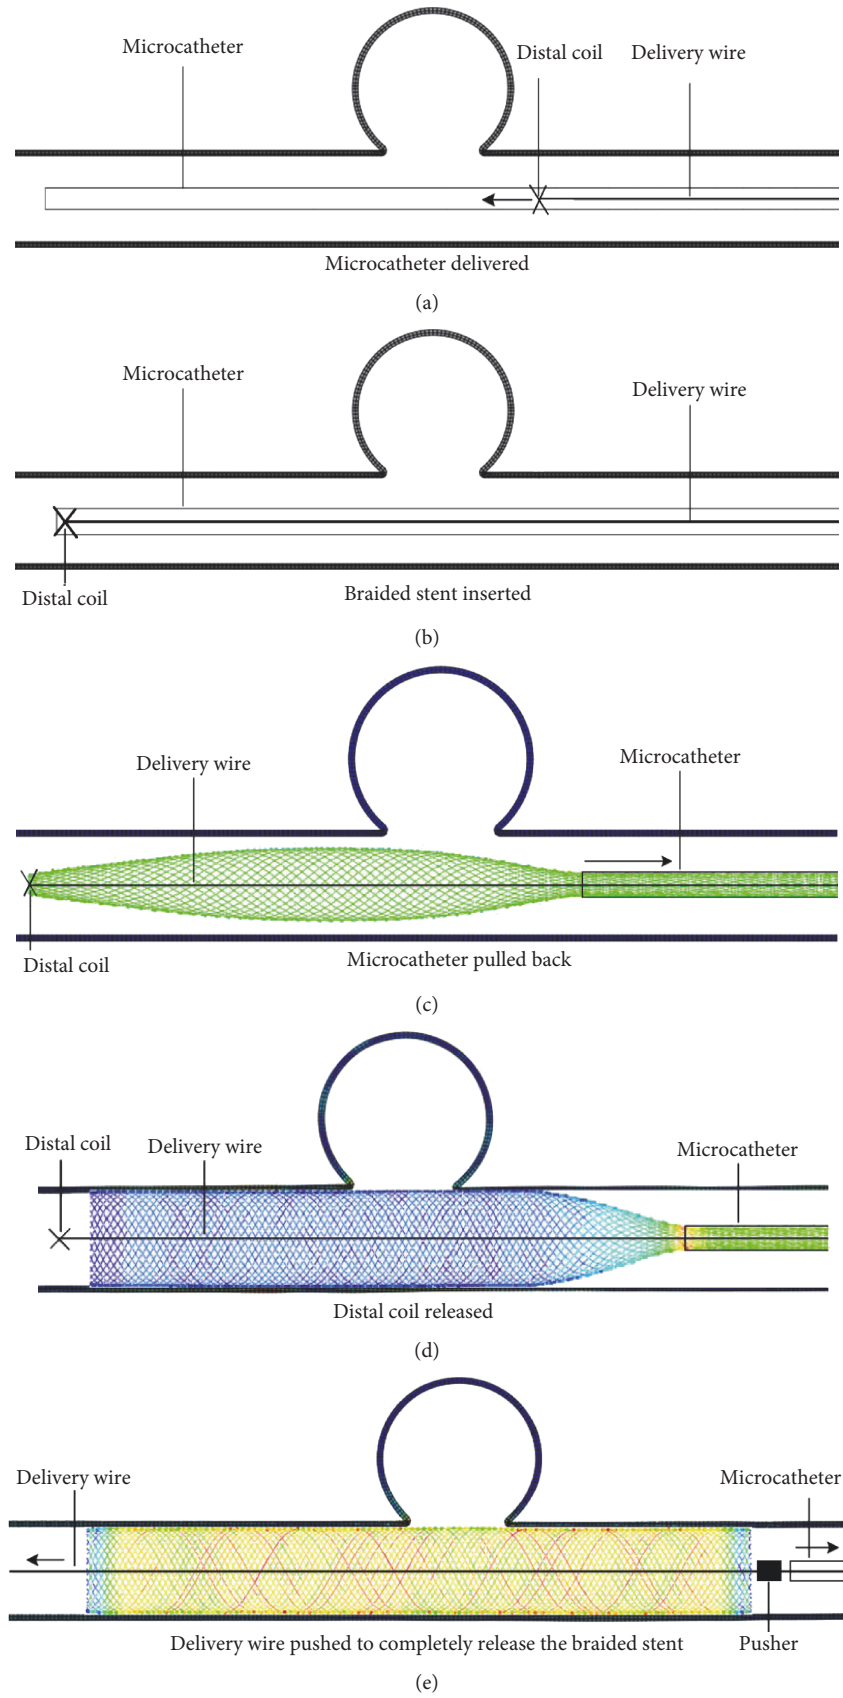 Microcatheter
Distal coil
Delivery wire
Microcatheter delivered
(a)
Microcatheter
Delivery wire
Distal coil
Braided stent inserted
(b)
Delivery wire
Microcatheter
Distal coil
Microcatheter pulled back
(c)
Distal coil
Delivery wire
Microcatheter
Distal coil released
(d)
Delivery wire
Microcatheter
Delivery wire pushed to completely release the braided stent
Pusher
(e)